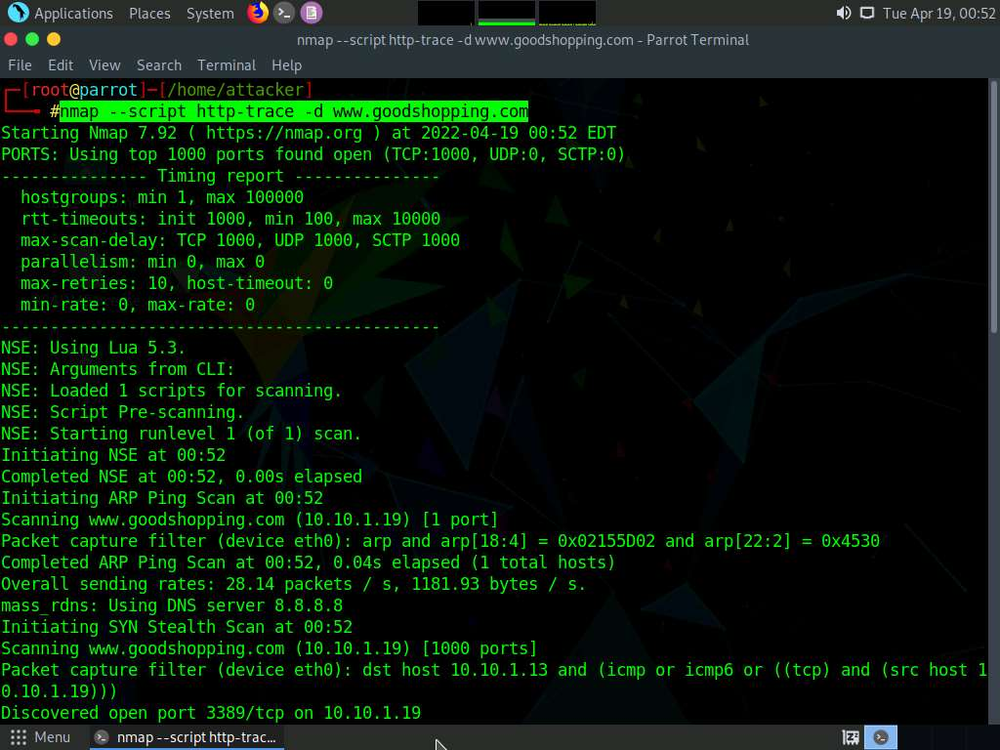 Applications Places System Tue Apr 19, 00:52
nmap --script http-trace -d www.goodshopping.com - Parrot Terminal
File Edit View Search Terminal Help
┌─[root@parrot]─[/home/attacker]
└──╼ #nmap --script http-trace -d www.goodshopping.com
Starting Nmap 7.92 ( https://nmap.org ) at 2022-04-19 00:52 EDT
PORTS: Using top 1000 ports found open (TCP:1000, UDP:0, SCTP:0)
--------------- Timing report ---------------
  hostgroups: min 1, max 100000
  rtt-timeouts: init 1000, min 100, max 10000
  max-scan-delay: TCP 1000, UDP 1000, SCTP 1000
  parallelism: min 0, max 0
  max-retries: 10, host-timeout: 0
  min-rate: 0, max-rate: 0
---------------------------------------------
NSE: Using Lua 5.3.
NSE: Arguments from CLI:
NSE: Loaded 1 scripts for scanning.
NSE: Script Pre-scanning.
NSE: Starting runlevel 1 (of 1) scan.
Initiating NSE at 00:52
Completed NSE at 00:52, 0.00s elapsed
Initiating ARP Ping Scan at 00:52
Scanning www.goodshopping.com (10.10.1.19) [1 port]
Packet capture filter (device eth0): arp and arp[18:4] = 0x02155D02 and arp[22:2] = 0x4530
Completed ARP Ping Scan at 00:52, 0.04s elapsed (1 total hosts)
Overall sending rates: 28.14 packets / s, 1181.93 bytes / s.
mass_rdns: Using DNS server 8.8.8.8
Initiating SYN Stealth Scan at 00:52
Scanning www.goodshopping.com (10.10.1.19) [1000 ports]
Packet capture filter (device eth0): dst host 10.10.1.13 and (icmp or icmp6 or ((tcp) and (src host 1
0.10.1.19)))
Discovered open port 3389/tcp on 10.10.1.19
Menu nmap --script http-trac...